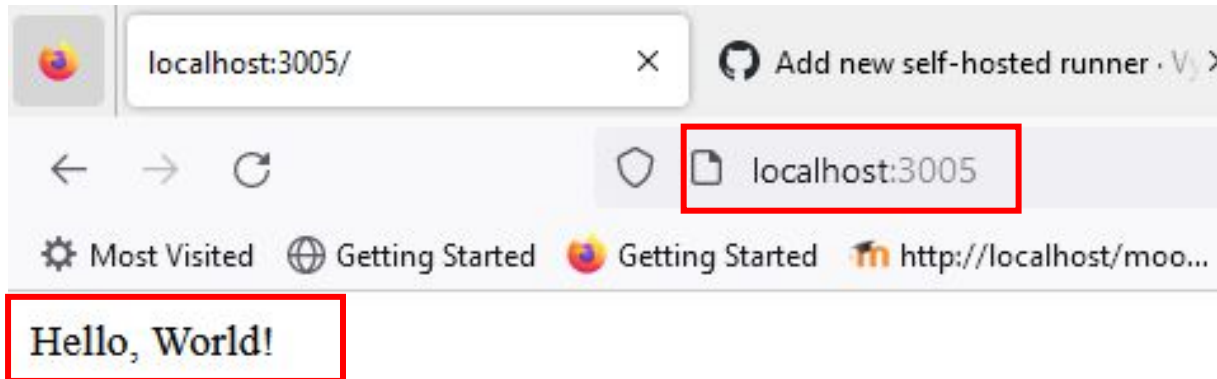 localhost:3005/ Add new self-hosted runner · Vy
localhost:3005
Most Visited Getting Started Getting Started http://localhost/moo...
Hello, World!